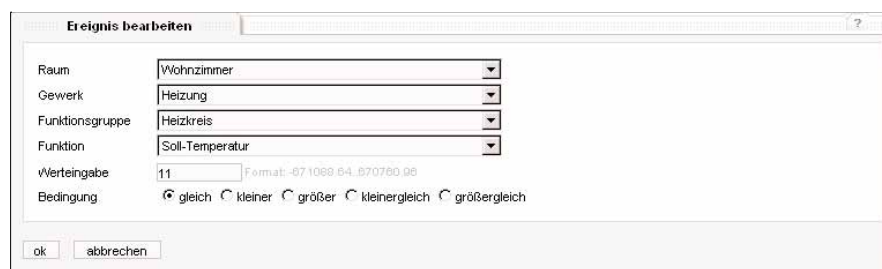 Ereignis bearbeiten
?
Raum Wohnzimmer
Gewerk Heizung
Funktionsgruppe Heizkreis
Funktion Soll-Temperatur
Werteingabe 11 Format: -671088.64..670760.96
Bedingung gleich kleiner größer kleinergleich größergleich
ok abbrechen